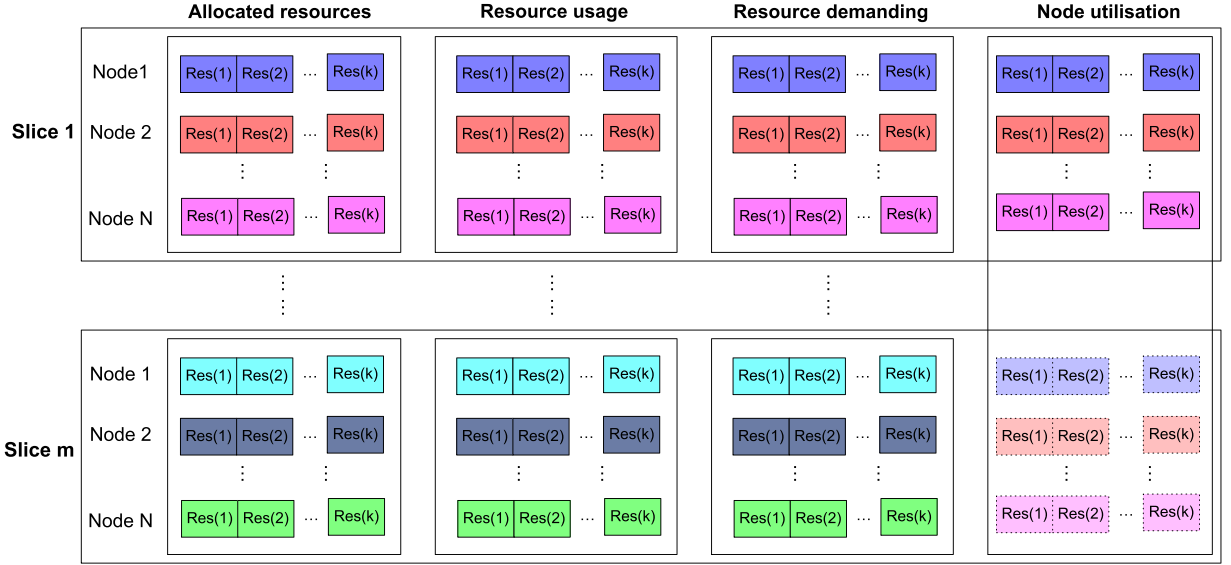 Allocated resources Resource usage Resource demanding Node utilisation
Node1 Res(1) Res(2) ... Res(k) Res(1) Res(2) ... Res(k) Res(1) Res(2) ... Res(k) Res(1) Res(2) ... Res(k)
Slice 1 Node 2 Res(1) Res(2) ... Res(k) Res(1) Res(2) ... Res(k) Res(1) Res(2) ... Res(k) Res(1) Res(2) ... Res(k)
Node N Res(1) Res(2) ... Res(k) Res(1) Res(2) ... Res(k) Res(1) Res(2) ... Res(k) Res(1) Res(2) ... Res(k)
Node 1 Res(1) Res(2) ... Res(k) Res(1) Res(2) ... Res(k) Res(1) Res(2) ... Res(k) Res(1) Res(2) ... Res(k)
Slice m Node 2 Res(1) Res(2) ... Res(k) Res(1) Res(2) ... Res(k) Res(1) Res(2) ... Res(k) Res(1) Res(2) ... Res(k)
Node N Res(1) Res(2) ... Res(k) Res(1) Res(2) ... Res(k) Res(1) Res(2) ... Res(k) Res(1) Res(2) ... Res(k)